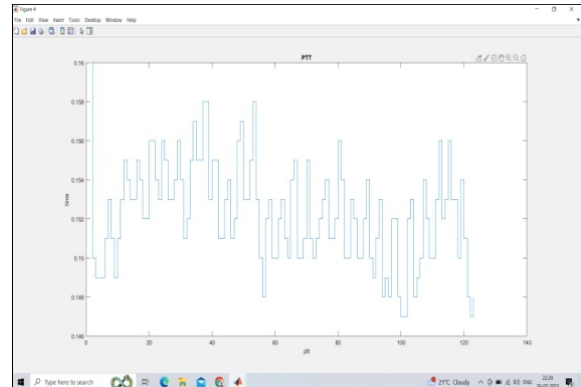 Figure 4
File Edit View Insert Tools Desktop Window Help
PTT
0.16
0.158
0.156
0.154
0.152
0.15
0.148
0.146
0 20 40 60 80 100 120 140
ptt
Type here to search
21°C Cloudy
ENG
22:29